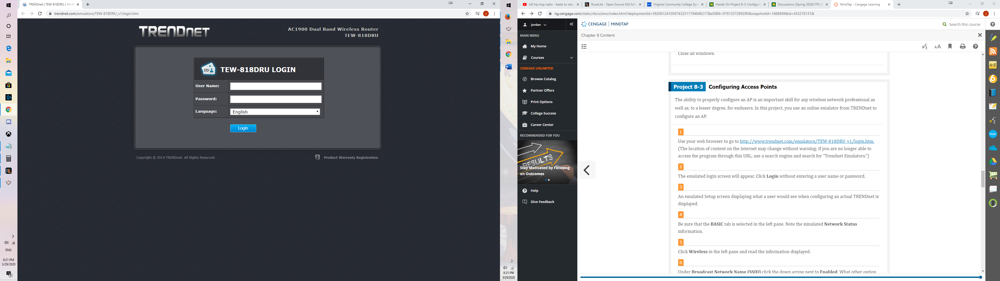 TRENDnet | TEW-818DRU | <!--#
trendnet.com/emulators/TEW-818DRU_v1/login.htm
TRENDnet
AC1900 Dual Band Wireless Router
TEW-818DRU
ID
TEW-818DRU LOGIN
User Name:
Password:
Language:
English
Login
Copyright © 2014 TRENDnet. All Rights Reserved.
Product Warranty Registration
ENG
8:21 PM
3/29/2020
3
8:21 PM
3/29/2020
lofi hip hop radio - beats to rela
RuneLite - Open Source Old Sch
Virginia Community College Syst
Hands-On Project 8-3: Configurin
Discussions: (Spring 2020) ITN 26
MindTap - Cengage Learning
ng.cengage.com/static/nb/ui/evo/index.html?deploymentId=5820612410507432511794848217&eISBN=9781337289290&snapshotId=1488849&id=655276131&
jordan
CENGAGE | MINDTAP
Search this course
MAIN MENU
My Home
Courses
CENGAGE UNLIMITED
Browse Catalog
Partner Offers
Print Options
College Success
Career Center
RECOMMENDED FOR YOU
RESULTS
Stay Motivated by Focusing
on Outcomes
Help
Give Feedback
Chapter 8 Content
AA
Close all windows.
Project 8-3 Configuring Access Points
The ability to properly configure an AP is an important skill for any wireless network professional as
well as, to a lesser degree, for endusers. In this project, you use an online emulator from TRENDnet to
configure an AP.
1
Use your web browser to go to http://www.trendnet.com/emulators/TEW-818DRU_v1/login.htm.
(The location of content on the Internet may change without warning; if you are no longer able to
access the program through this URL, use a search engine and search for “Trendnet Emulators.”)
2
The emulated login screen will appear. Click Login without entering a user name or password.
3
An emulated Setup screen displaying what a user would see when configuring an actual TRENDnet is
displayed.
4
Be sure that the BASIC tab is selected in the left pane. Note the simulated Network Status
information.
5
Click Wireless in the left pane and read the information displayed.
6
Under Broadcast Network Name (SSID) click the down arrow next to Enabled. What other option
A-Z
bongo